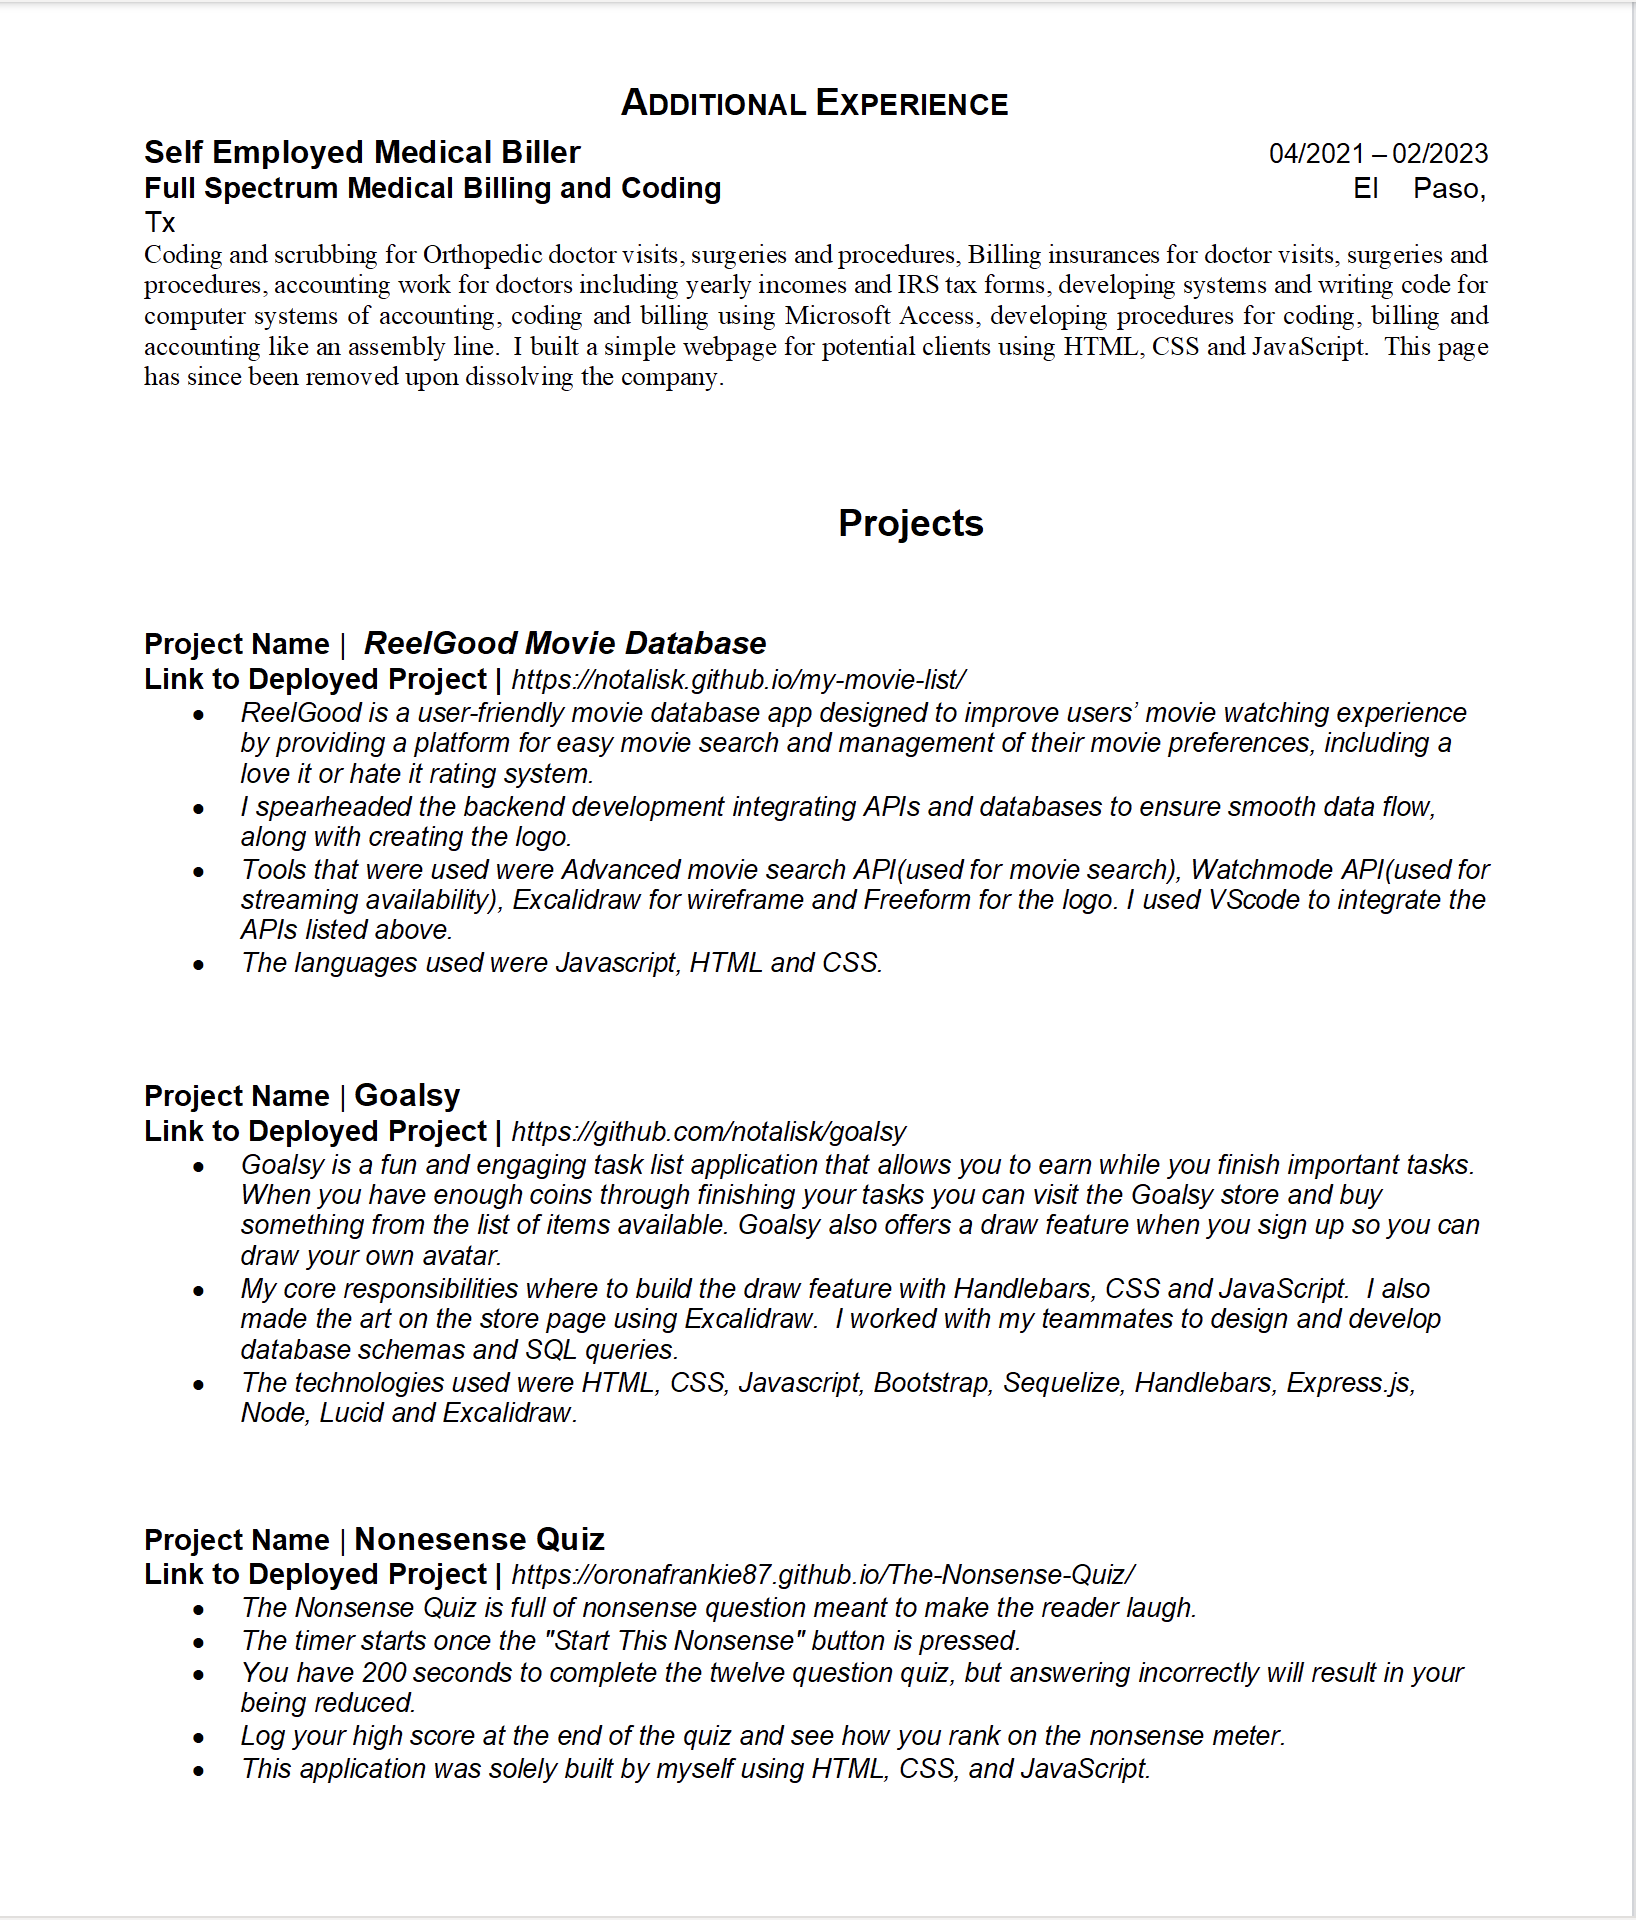 ADDITIONAL EXPERIENCE
Self Employed Medical Biller 04/2021 – 02/2023
Full Spectrum Medical Billing and Coding El Paso,
Tx
Coding and scrubbing for Orthopedic doctor visits, surgeries and procedures, Billing insurances for doctor visits, surgeries and
procedures, accounting work for doctors including yearly incomes and IRS tax forms, developing systems and writing code for
computer systems of accounting, coding and billing using Microsoft Access, developing procedures for coding, billing and
accounting like an assembly line. I built a simple webpage for potential clients using HTML, CSS and JavaScript. This page
has since been removed upon dissolving the company.
Projects
Project Name | ReelGood Movie Database
Link to Deployed Project | https://notalisk.github.io/my-movie-list/
• ReelGood is a user-friendly movie database app designed to improve users’ movie watching experience
by providing a platform for easy movie search and management of their movie preferences, including a
love it or hate it rating system.
• I spearheaded the backend development integrating APIs and databases to ensure smooth data flow,
along with creating the logo.
• Tools that were used were Advanced movie search API(used for movie search), Watchmode API(used for
streaming availability), Excalidraw for wireframe and Freeform for the logo. I used VScode to integrate the
APIs listed above.
• The languages used were Javascript, HTML and CSS.
Project Name | Goalsy
Link to Deployed Project | https://github.com/notalisk/goalsy
• Goalsy is a fun and engaging task list application that allows you to earn while you finish important tasks.
When you have enough coins through finishing your tasks you can visit the Goalsy store and buy
something from the list of items available. Goalsy also offers a draw feature when you sign up so you can
draw your own avatar.
• My core responsibilities where to build the draw feature with Handlebars, CSS and JavaScript. I also
made the art on the store page using Excalidraw. I worked with my teammates to design and develop
database schemas and SQL queries.
• The technologies used were HTML, CSS, Javascript, Bootstrap, Sequelize, Handlebars, Express.js,
Node, Lucid and Excalidraw.
Project Name | Nonesense Quiz
Link to Deployed Project | https://oronafrankie87.github.io/The-Nonsense-Quiz/
• The Nonsense Quiz is full of nonsense question meant to make the reader laugh.
• The timer starts once the "Start This Nonsense" button is pressed.
• You have 200 seconds to complete the twelve question quiz, but answering incorrectly will result in your
being reduced.
• Log your high score at the end of the quiz and see how you rank on the nonsense meter.
• This application was solely built by myself using HTML, CSS, and JavaScript.